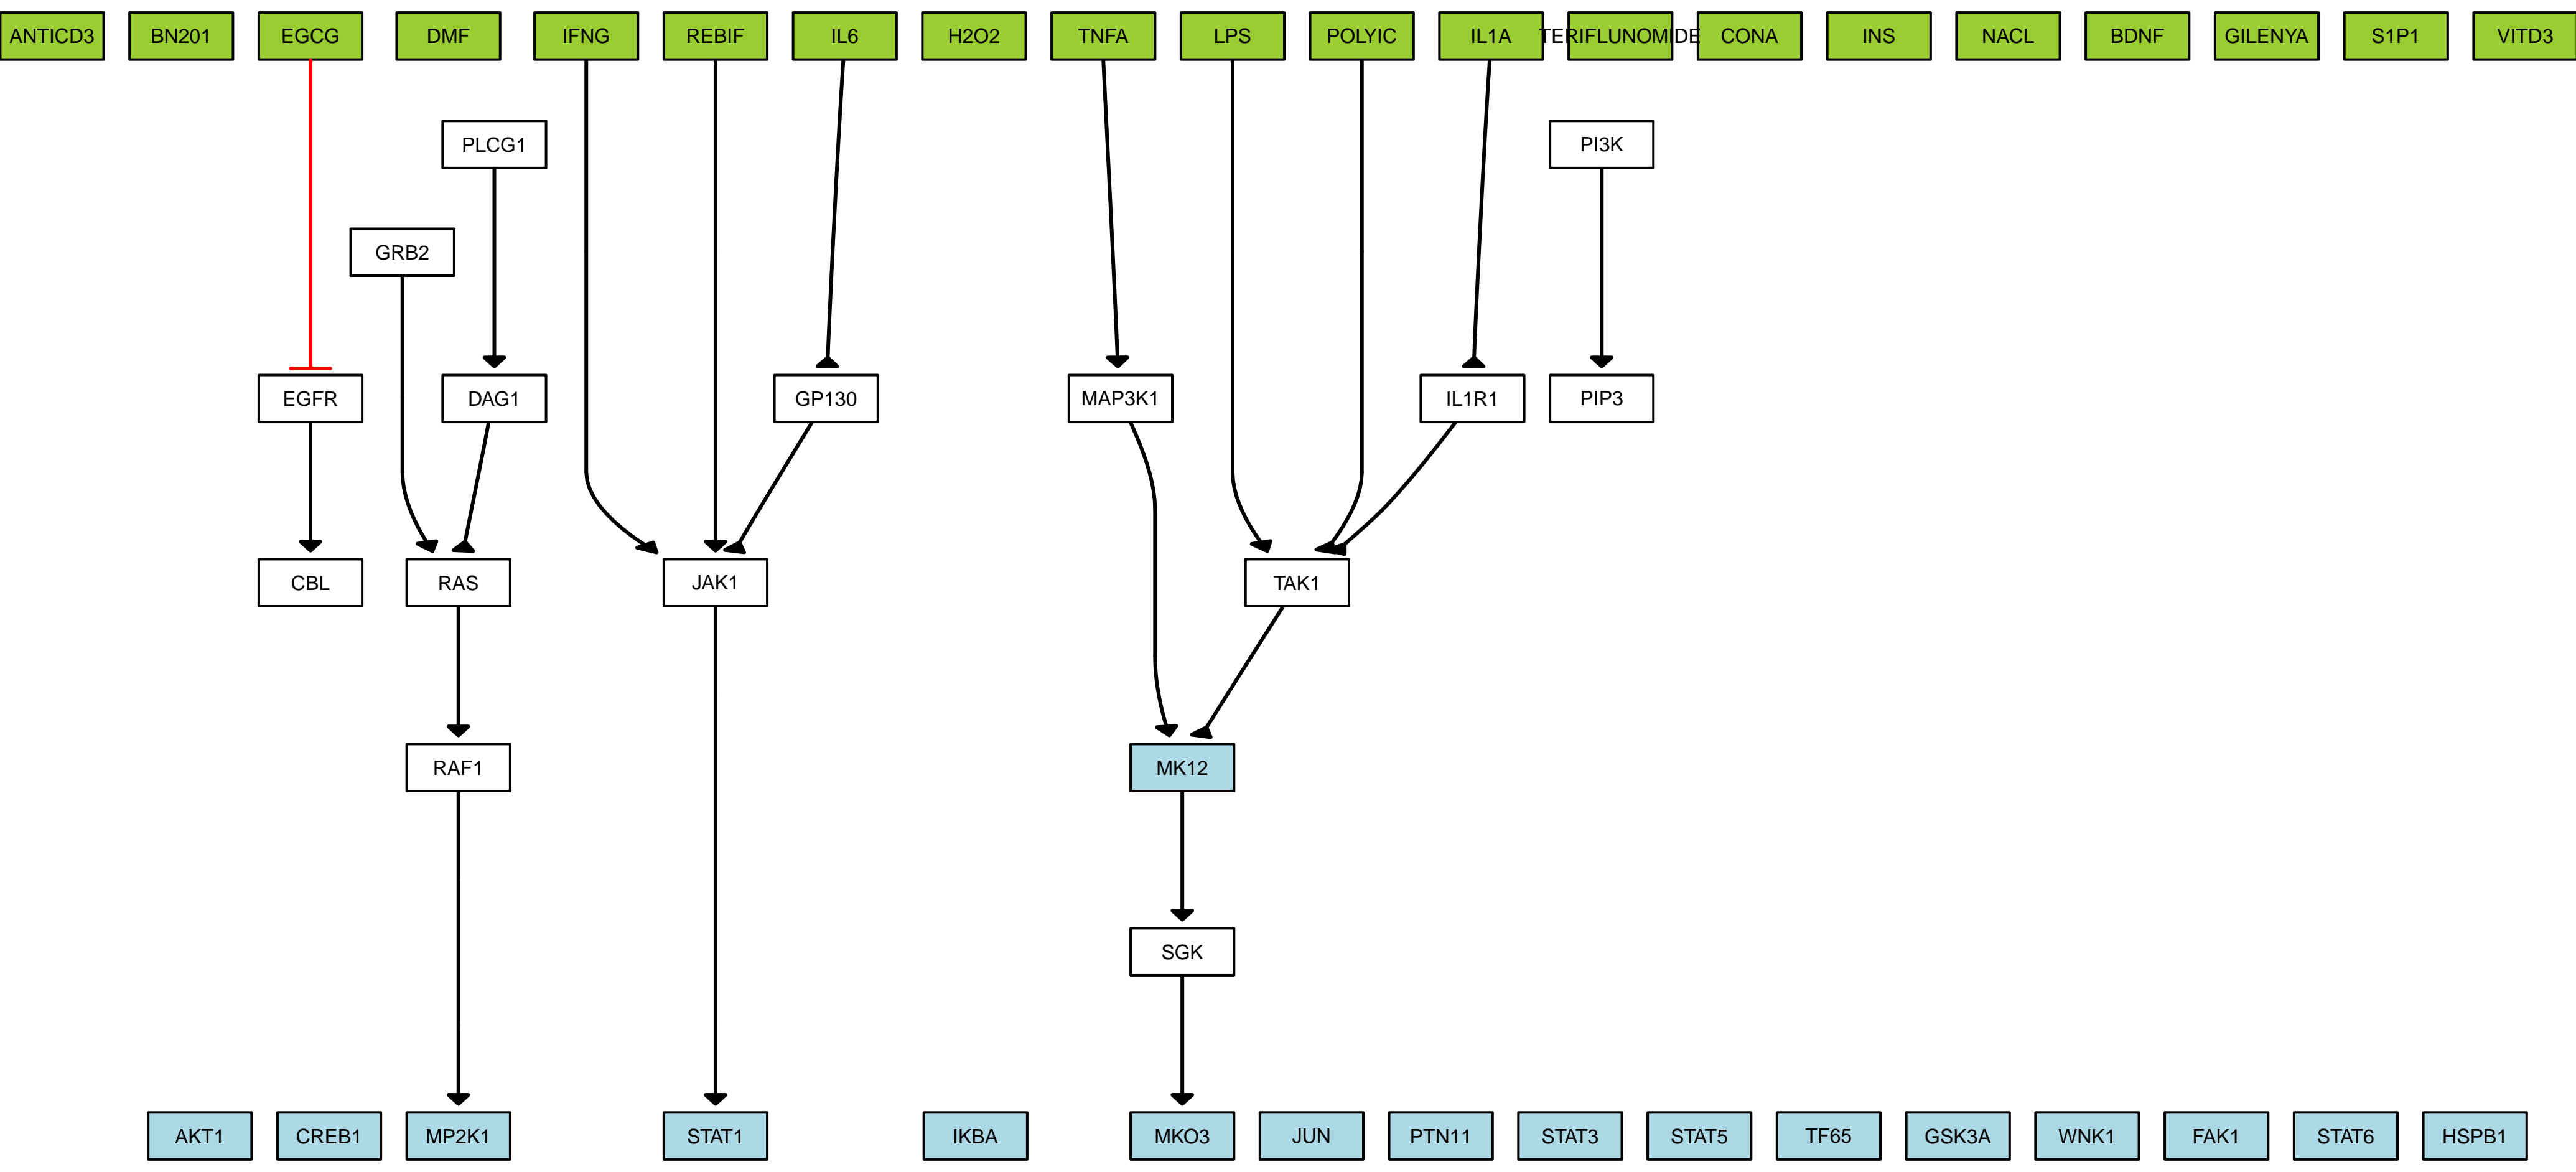 ANTICD3
BN201
EGCG
DMF
IFNG
REBIF
IL6
H2O2
TNFA
LPS
POLYIC
IL1A
TERIFLUNOMIDE
CONA
INS
NACL
BDNF
GILENYA
S1P1
VITD3
PLCG1
PI3K
GRB2
EGFR
DAG1
GP130
MAP3K1
IL1R1
PIP3
CBL
RAS
JAK1
TAK1
RAF1
MK12
SGK
AKT1
CREB1
MP2K1
STAT1
IKBA
MKO3
JUN
PTN11
STAT3
STAT5
TF65
GSK3A
WNK1
FAK1
STAT6
HSPB1